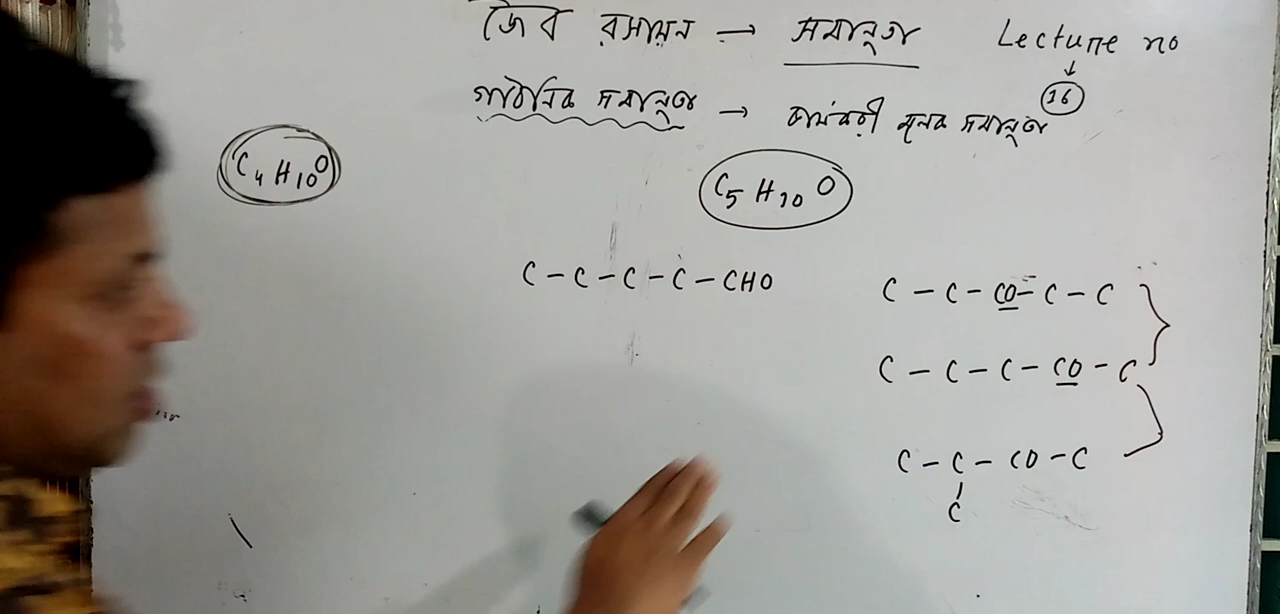 জৈব রসায়ন → সমানুতা Lecture no
↓
16
গাঠনিক সমানুতা → কার্যকরী মূলক সমানুতা
C4H10O
C5H10O
C – C – C – C – CHO
C – C – CO – C – C
C – C – C – CO – C
C – C – CO – C
C